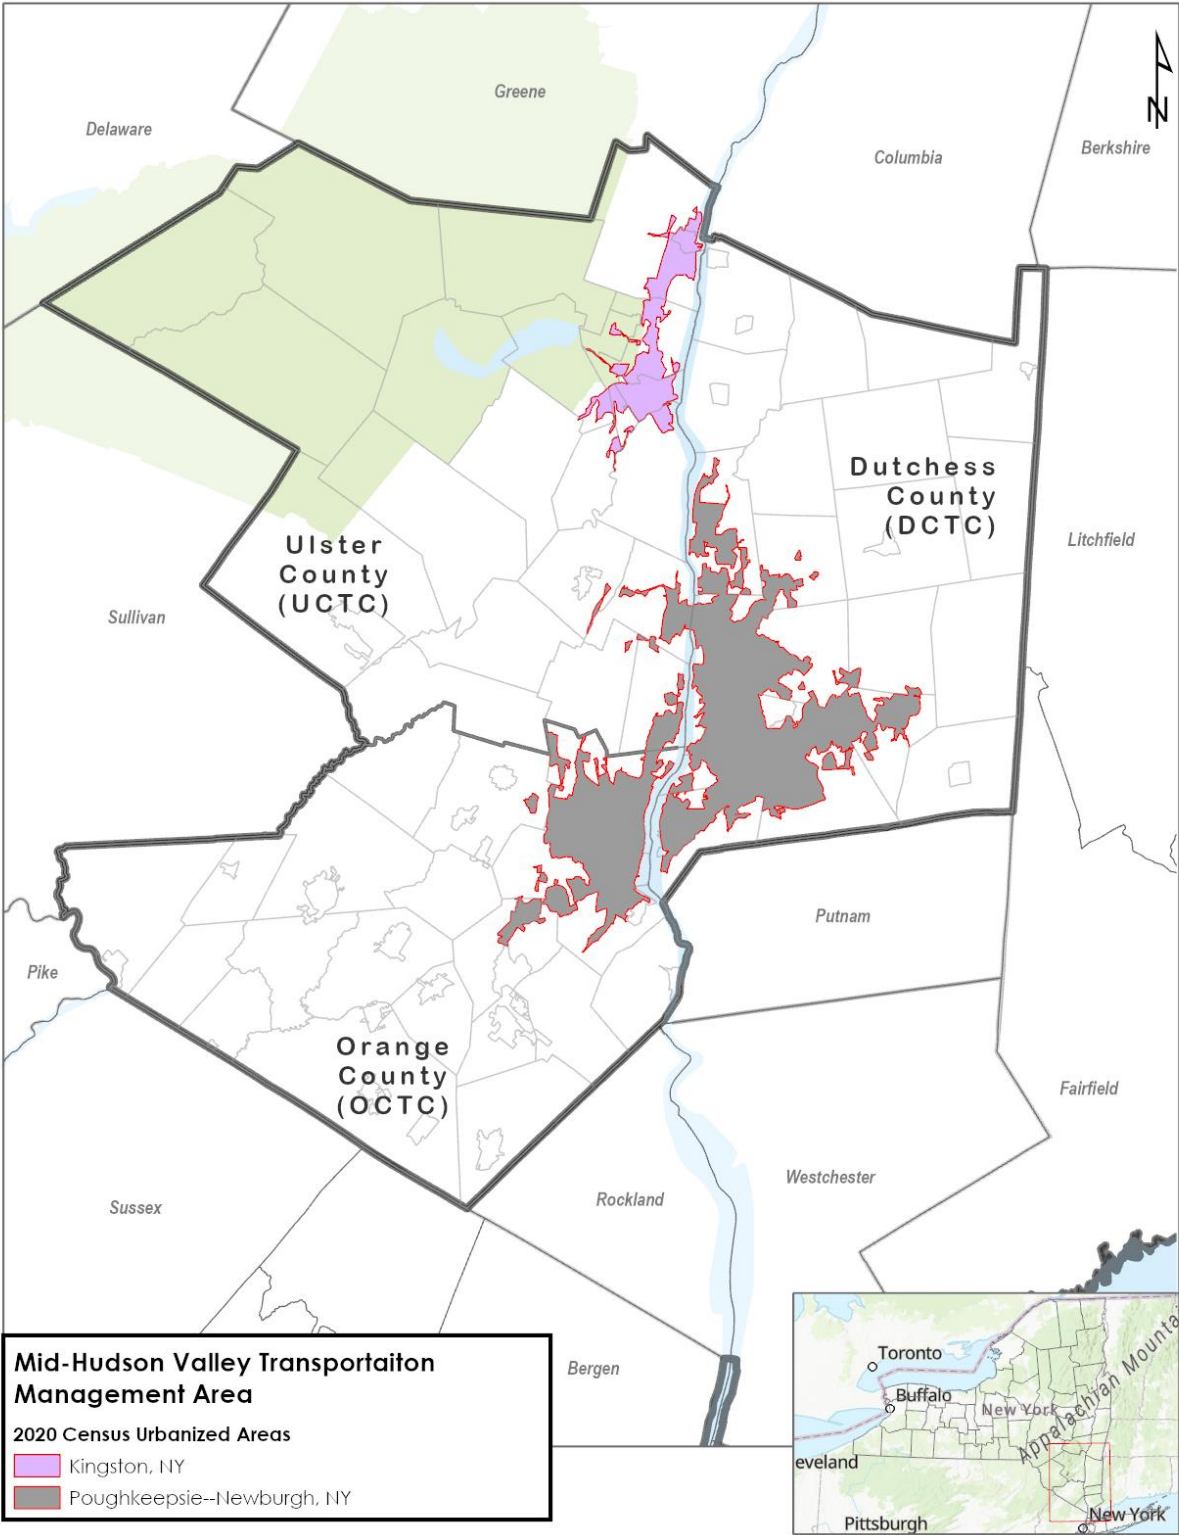 Greene
Delaware
Columbia
Berkshire
N
Dutchess
County
(DCTC)
Litchfield
Ulster
County
(UCTC)
Sullivan
Putnam
Pike
Orange
County
(OCTC)
Fairfield
Westchester
Rockland
Sussex
Bergen
Mid-Hudson Valley Transportaiton
Management Area
2020 Census Urbanized Areas
Kingston, NY
Poughkeepsie--Newburgh, NY
Toronto
Buffalo
New York
Appalachian Mountai
eveland
New York
Pittsburgh